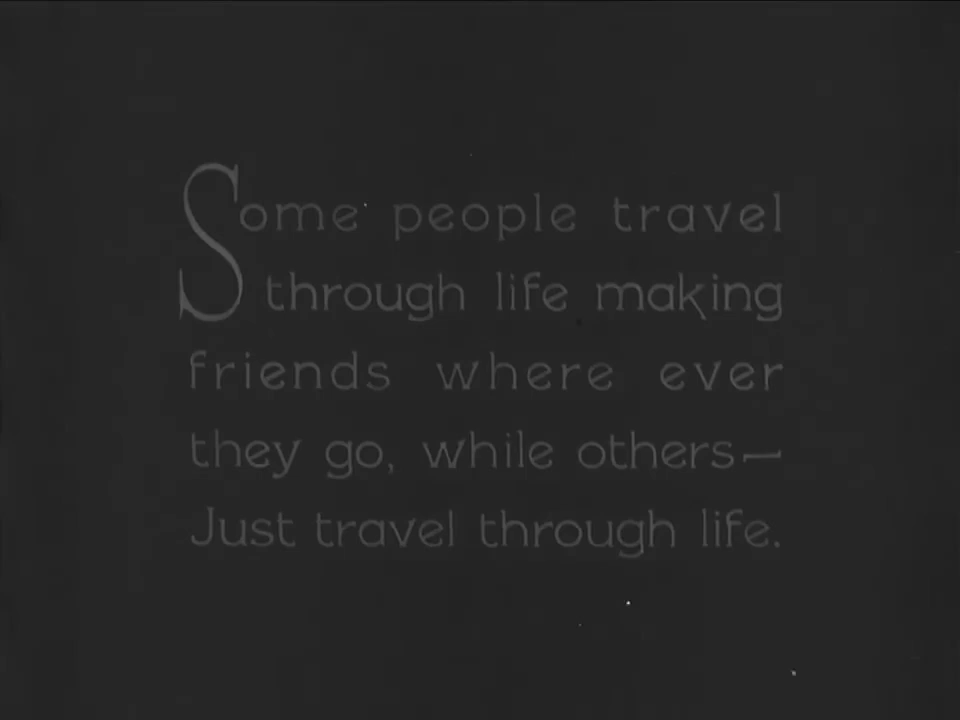 Some people travel
through life making
friends where ever
they go, while others—
Just travel through life.